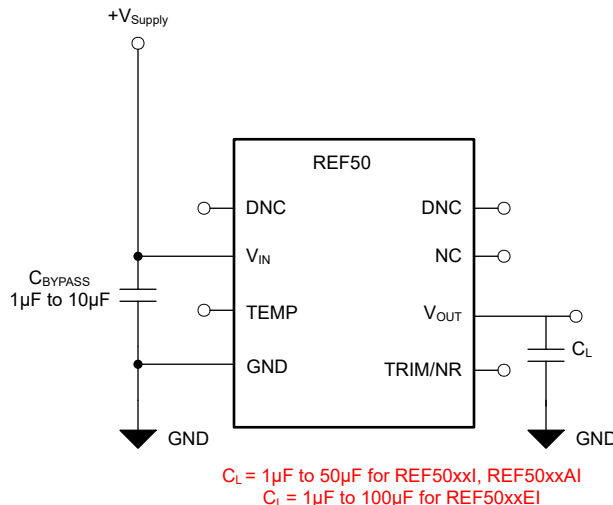 +VSupply
REF50
DNC
DNC
VIN
NC
CBYPASS
1µF to 10µF
TEMP
VOUT
CL
GND
TRIM/NR
GND
GND
CL = 1µF to 50µF for REF50xxI, REF50xxAI
CL = 1µF to 100µF for REF50xxEI